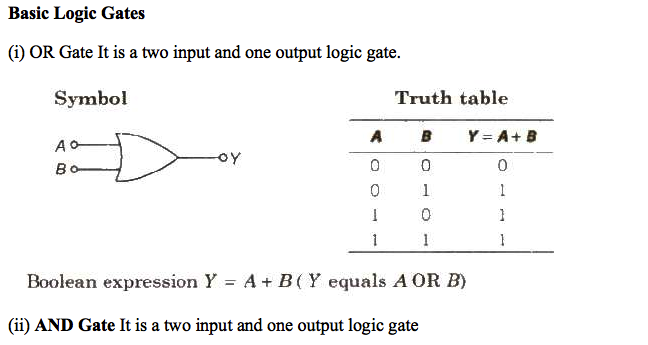 Basic Logic Gates
(i) OR Gate It is a two input and one output logic gate.
Symbol
A
B
Y
Truth table
A B Y = A + B
0 0 0
0 1 1
1 0 1
1 1 1
Boolean expression Y = A + B ( Y equals A OR B)
(ii) AND Gate It is a two input and one output logic gate